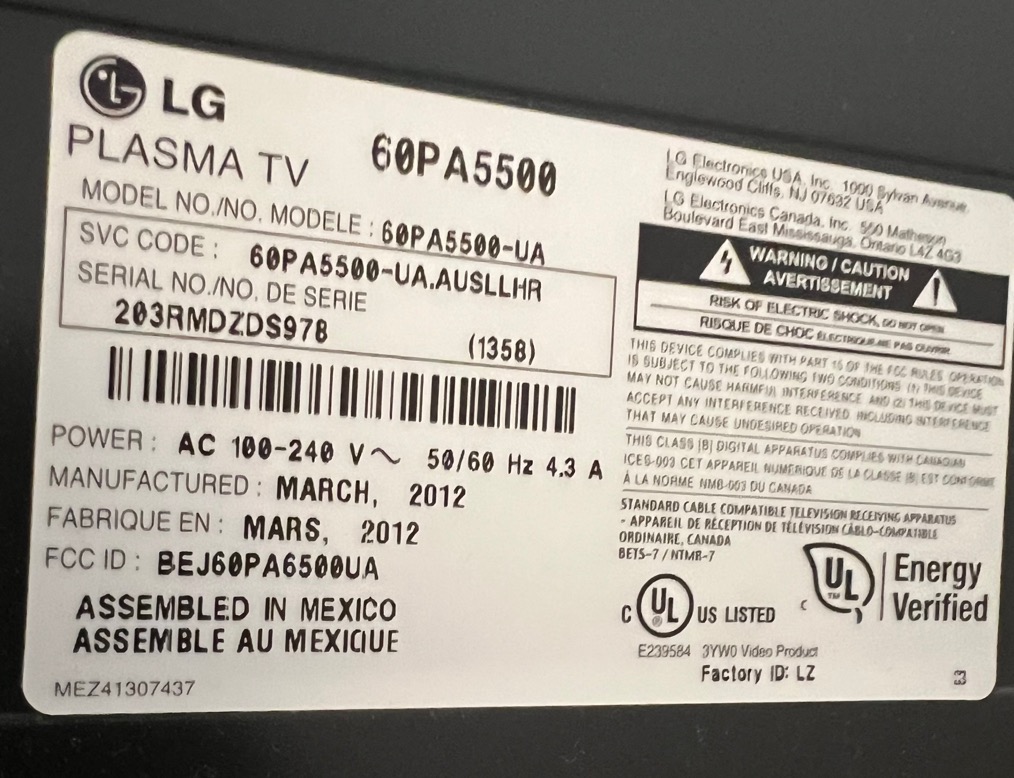 LG
PLASMA TV 60PA5500
MODEL NO./NO. MODELE : 60PA5500-UA
SVC CODE : 60PA5500-UA.AUSLLHR
SERIAL NO./NO. DE SERIE
203RMDZDS978 (1358)
POWER : AC 100-240 V~ 50/60 Hz 4.3 A
MANUFACTURED : MARCH, 2012
FABRIQUE EN : MARS, 2012
FCC ID : BEJ60PA6500UA
ASSEMBLED IN MEXICO
ASSEMBLE AU MEXIQUE
MEZ41307437
LG Electronics USA, Inc. 1000 Sylvan Avenue
Englewood Cliffs, NJ 07632 USA
LG Electronics Canada, Inc. 550 Matheson
Boulevard East Mississauga, Ontario L4Z 4G3
WARNING / CAUTION
AVERTISSEMENT
RISK OF ELECTRIC SHOCK, DO NOT OPEN
RISQUE DE CHOC ELECTRIQUE NE PAS OUVRIR
THIS DEVICE COMPLIES WITH PART 15 OF THE FCC RULES OPERATION
IS SUBJECT TO THE FOLLOWING TWO CONDITIONS (1) THIS DEVICE
MAY NOT CAUSE HARMFUL INTERFERENCE AND (2) THIS DEVICE MUST
ACCEPT ANY INTERFERENCE RECEIVED INCLUDING INTERFERENCE
THAT MAY CAUSE UNDESIRED OPERATION
THIS CLASS [B] DIGITAL APPARATUS COMPLIES WITH CANADIAN
ICES-003 CET APPAREIL NUMERIQUE DE LA CLASSE [B] EST CONFORME
À LA NORME NMB-003 DU CANADA
STANDARD CABLE COMPATIBLE TELEVISION RECEIVING APPARATUS
- APPAREIL DE RÉCEPTION DE TÉLÉVISION CÂBLO-COMPATIBLE
ORDINAIRE, CANADA
BETS-7 / NTMR-7
C UL ® US LISTED
E239584 3YW0 Video Product
Factory ID: LZ
C UL TM Energy
Verified